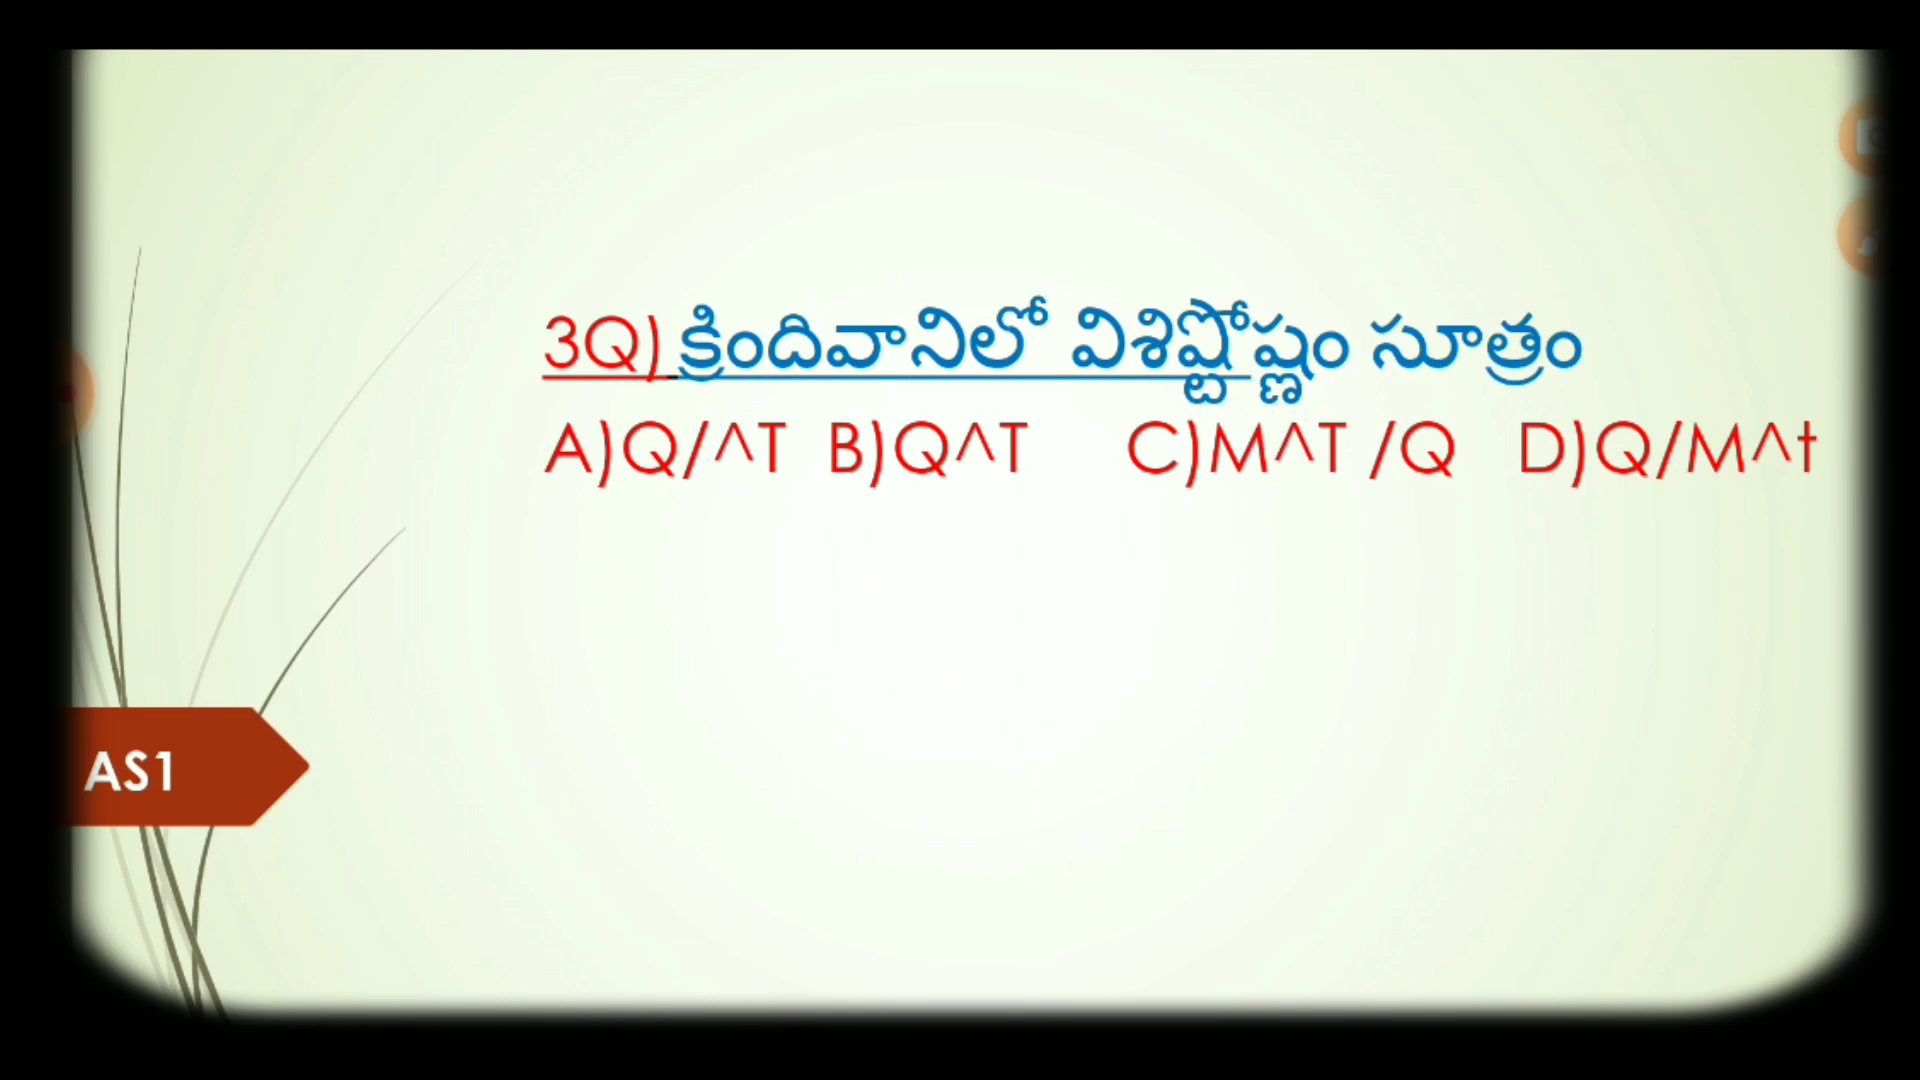 3Q) క్రిందివానిలో విశిష్టోష్ణం సూత్రం
A)Q/^T B)Q^T C)M^T /Q D)Q/M^t
AS1